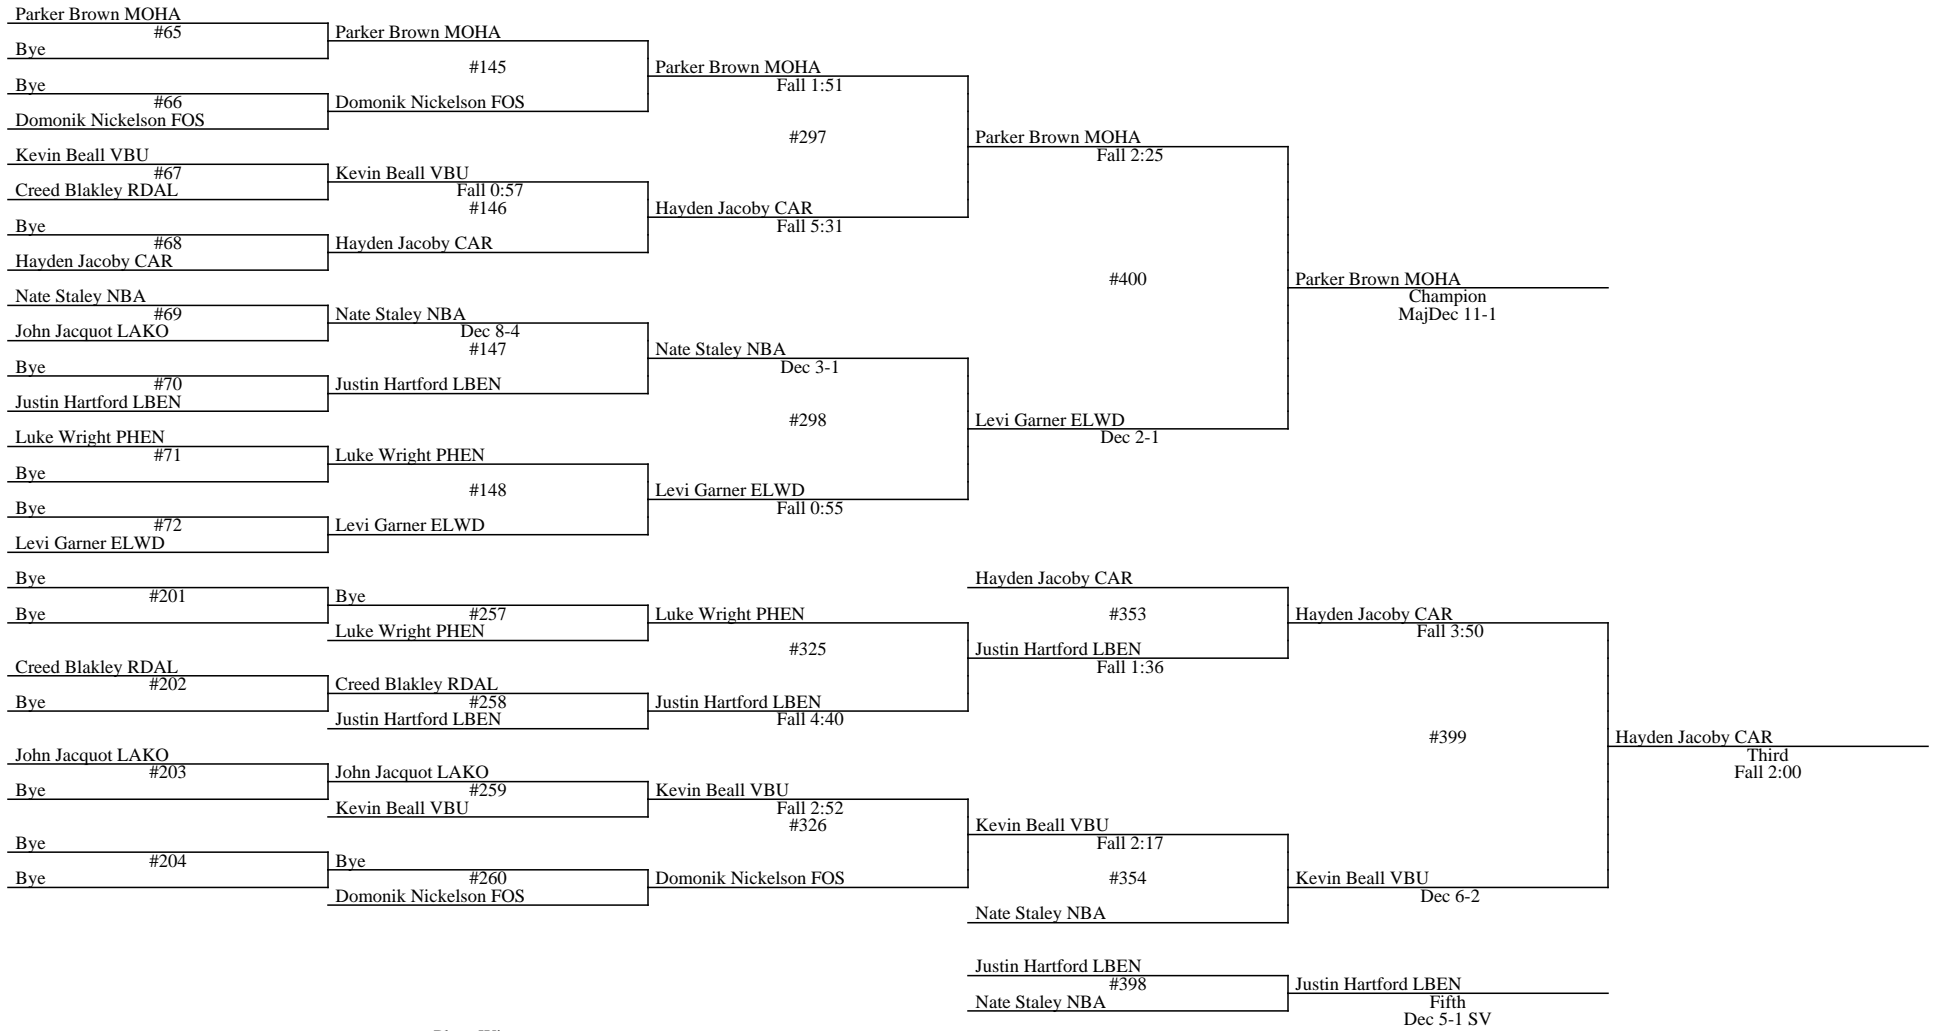 Parker Brown MOHA
#65
Bye
Parker Brown MOHA
#145
Bye
#66
Domonik Nickelson FOS
Domonik Nickelson FOS
Parker Brown MOHA
Fall 1:51
#297
Kevin Beall VBU
#67
Creed Blakley RDAL
Kevin Beall VBU
Fall 0:57
#146
Bye
#68
Hayden Jacoby CAR
Hayden Jacoby CAR
Hayden Jacoby CAR
Fall 5:31
Parker Brown MOHA
Fall 2:25
#400
Nate Staley NBA
#69
John Jacquot LAKO
Nate Staley NBA
Dec 8-4
#147
Bye
#70
Justin Hartford LBEN
Justin Hartford LBEN
Nate Staley NBA
Dec 3-1
#298
Luke Wright PHEN
#71
Bye
Luke Wright PHEN
#148
Bye
#72
Levi Garner ELWD
Levi Garner ELWD
Levi Garner ELWD
Fall 0:55
Levi Garner ELWD
Dec 2-1
Parker Brown MOHA
Champion
MajDec 11-1
Bye
#201
Bye
Bye
#257
Luke Wright PHEN
Luke Wright PHEN
#325
Creed Blakley RDAL
#202
Bye
Creed Blakley RDAL
#258
Justin Hartford LBEN
Justin Hartford LBEN
Fall 4:40
Hayden Jacoby CAR
#353
Justin Hartford LBEN
Fall 1:36
Hayden Jacoby CAR
Fall 3:50
#399
John Jacquot LAKO
#203
Bye
John Jacquot LAKO
#259
Kevin Beall VBU
Kevin Beall VBU
Fall 2:52
#326
Bye
#204
Bye
Bye
#260
Domonik Nickelson FOS
Domonik Nickelson FOS
Kevin Beall VBU
Fall 2:17
#354
Nate Staley NBA
Kevin Beall VBU
Dec 6-2
Hayden Jacoby CAR
Third
Fall 2:00
Justin Hartford LBEN
#398
Nate Staley NBA
Justin Hartford LBEN
Fifth
Dec 5-1 SV